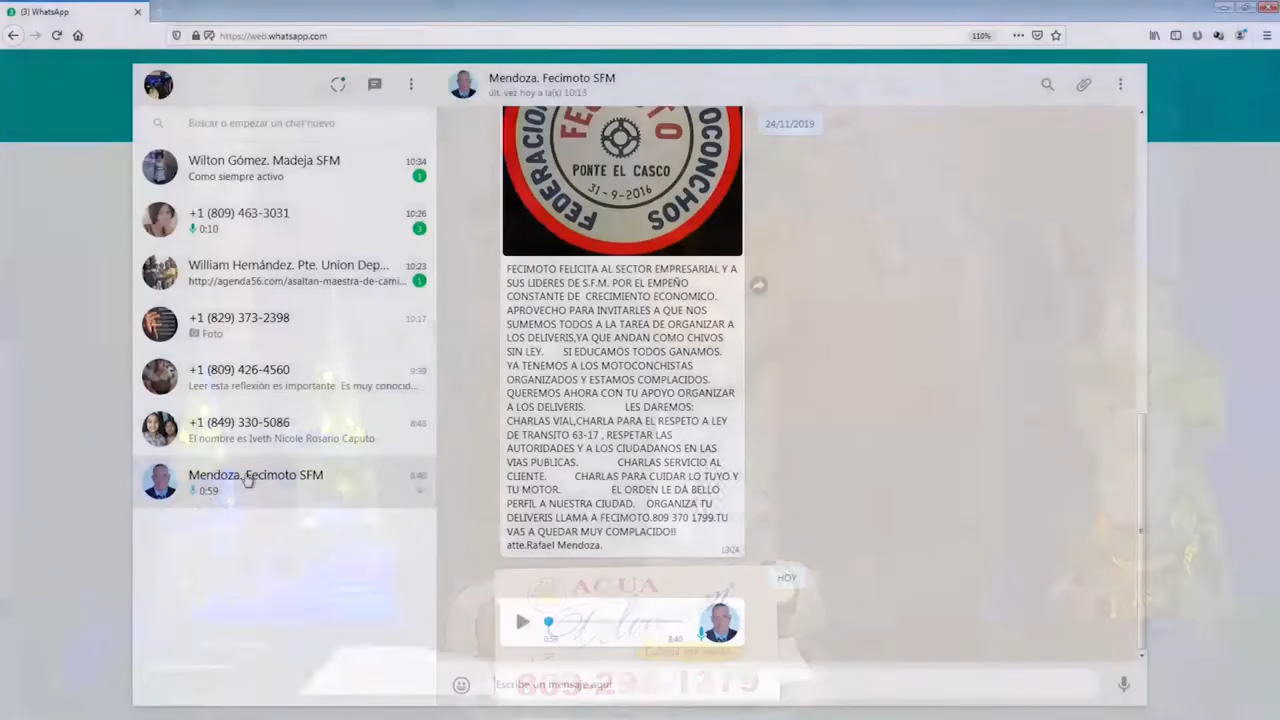 (3) WhatsApp
https://web.whatsapp.com
110%
Mendoza. Fecimoto SFM
últ. vez hoy a la(s) 10:13
Buscar o empezar un chat nuevo
Wilton Gómez. Madeja SFM
10:34
Como siempre activo
1
+1 (809) 463-3031
10:26
0:10
3
William Hernández. Pte. Union Dep...
10:23
http://agenda56.com/asaltan-maestra-de-cami...
1
+1 (829) 373-2398
10:17
Foto
+1 (809) 426-4560
9:39
Leer esta reflexión es importante Es muy conocid...
+1 (849) 330-5086
8:43
El nombre es Iveth Nicole Rosario Caputo
Mendoza. Fecimoto SFM
8:40
0:59
24/11/2019
PONTE EL CASCO
31-9-2016
FECIMOTO FELICITA AL SECTOR EMPRESARIAL Y A
SUS LIDERES DE S.F.M. POR EL EMPEÑO
CONSTANTE DE CRECIMIENTO ECONOMICO.
APROVECHO PARA INVITARLES A QUE NOS
SUMEMOS TODOS A LA TAREA DE ORGANIZAR A
LOS DELIVERIS,YA QUE ANDAN COMO CHIVOS
SIN LEY. SI EDUCAMOS TODOS GANAMOS.
YA TENEMOS A LOS MOTOCONCHISTAS
ORGANIZADOS Y ESTAMOS COMPLACIDOS.
QUEREMOS AHORA CON TU APOYO ORGANIZAR
A LOS DELIVERIS. LES DAREMOS:
CHARLAS VIAL,CHARLA PARA EL RESPETO A LEY
DE TRANSITO 63-17 , RESPETAR LAS
AUTORIDADES Y A LOS CIUDADANOS EN LAS
VIAS PUBLICAS. CHARLAS SERVICIO AL
CLIENTE. CHARLAS PARA CUIDAR LO TUYO Y
TU MOTOR. EL ORDEN LE DÁ BELLO
PERFIL A NUESTRA CIUDAD. ORGANIZA TU
DELIVERIS LLAMA A FECIMOTO.809 370 1799.TU
VAS A QUEDAR MUY COMPLACIDO!!
atte.Rafael Mendoza.
13:24
HOY
AGUA
0:59
8:40
Escribe un mensaje aquí